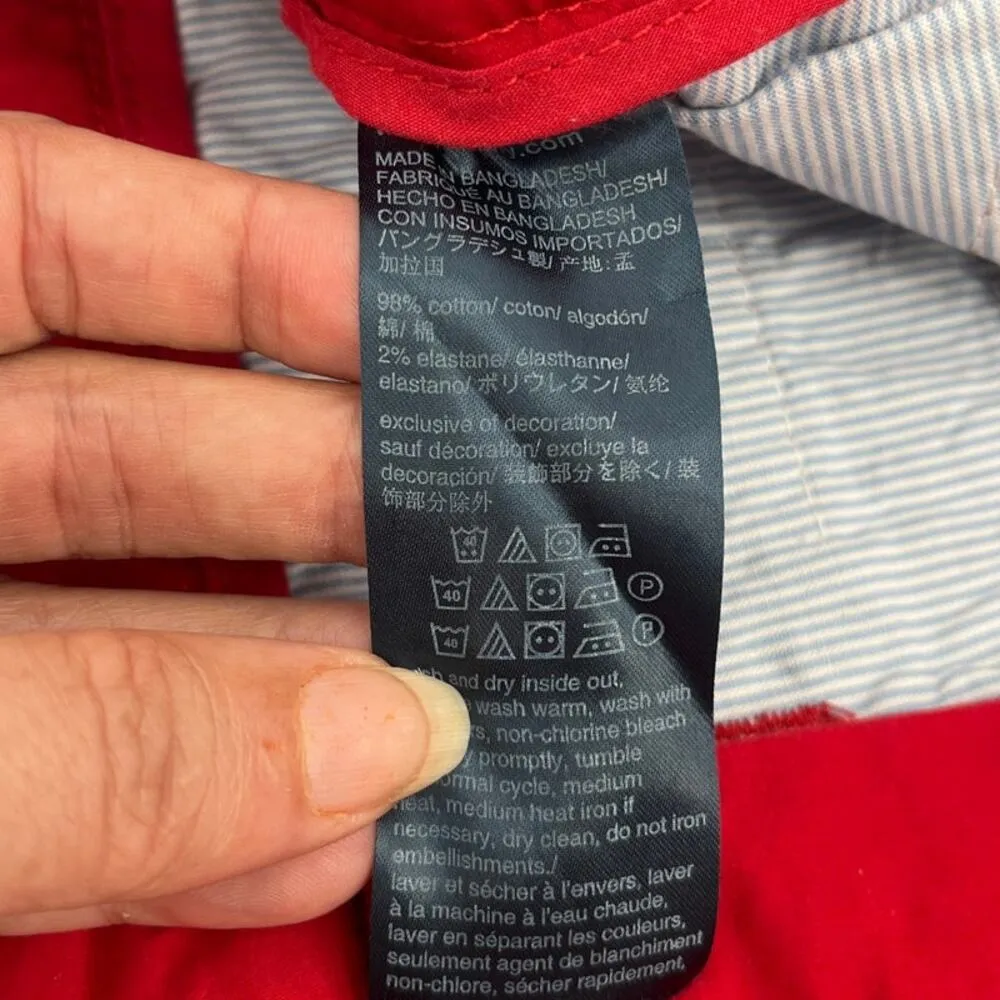 y.com
MADE IN BANGLADESH/
FABRIQUÉ AU BANGLADESH/
HECHO EN BANGLADESH
CON INSUMOS IMPORTADOS/
バングラデシュ製/ 产地:孟
加拉国
98% cotton/ coton/ algodón/
綿/ 棉
2% elastane/ élasthanne/
elastano/ ポリウレタン/ 氨纶
exclusive of decoration/
sauf décoration/ excluye la
decoración/ 装飾部分を除く/ 装
饰部分除外
40
40 P
40 P
and dry inside out,
wash warm, wash with
non-chlorine bleach
promptly, tumble
normal cycle, medium
heat, medium heat iron if
necessary, dry clean, do not iron
embellishments./
laver et sécher à l'envers, laver
à la machine à l'eau chaude,
laver en séparant les couleurs,
seulement agent de blanchiment
non-chlore, sécher rapidement,